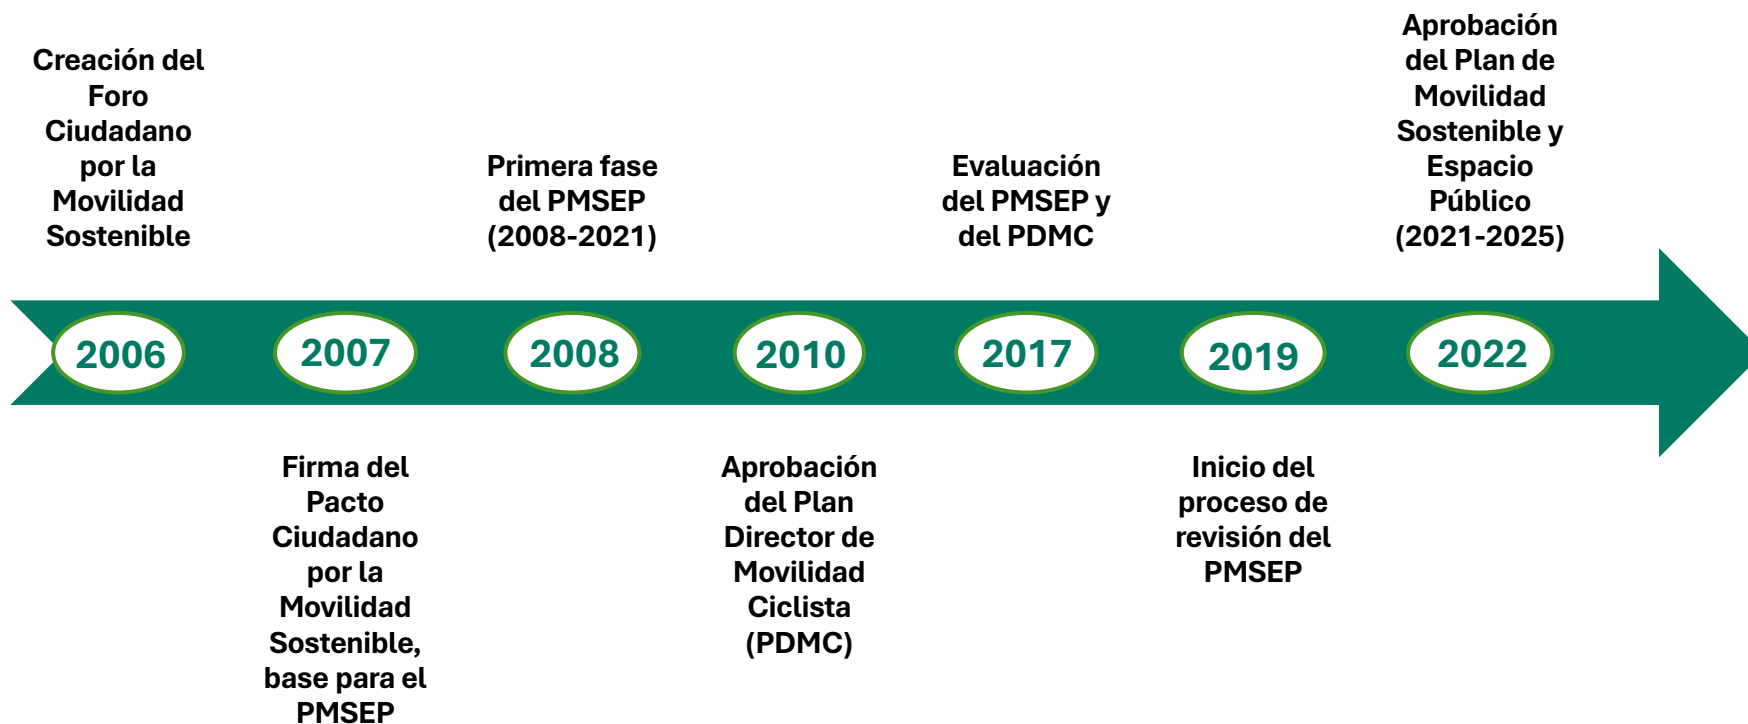 Creación del
Foro
Ciudadano
por la
Movilidad
Sostenible
Primera fase
del PMSEP
(2008-2021)
Evaluación
del PMSEP y
del PDMC
Aprobación
del Plan de
Movilidad
Sostenible y
Espacio
Público
(2021-2025)
2006
2007
2008
2010
2017
2019
2022
Firma del
Pacto
Ciudadano
por la
Movilidad
Sostenible,
base para el
PMSEP
Aprobación
del Plan
Director de
Movilidad
Ciclista
(PDMC)
Inicio del
proceso de
revisión del
PMSEP